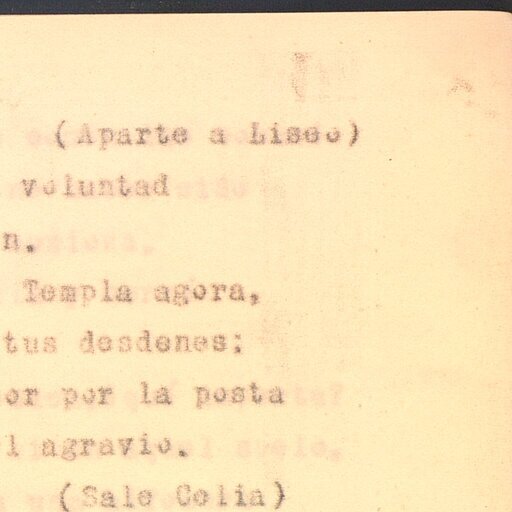 (Aparte a Liseo)
voluntad
n.
Templa agora,
tus desdenes;
or por la posta
l agravio.
(Sale Celia)